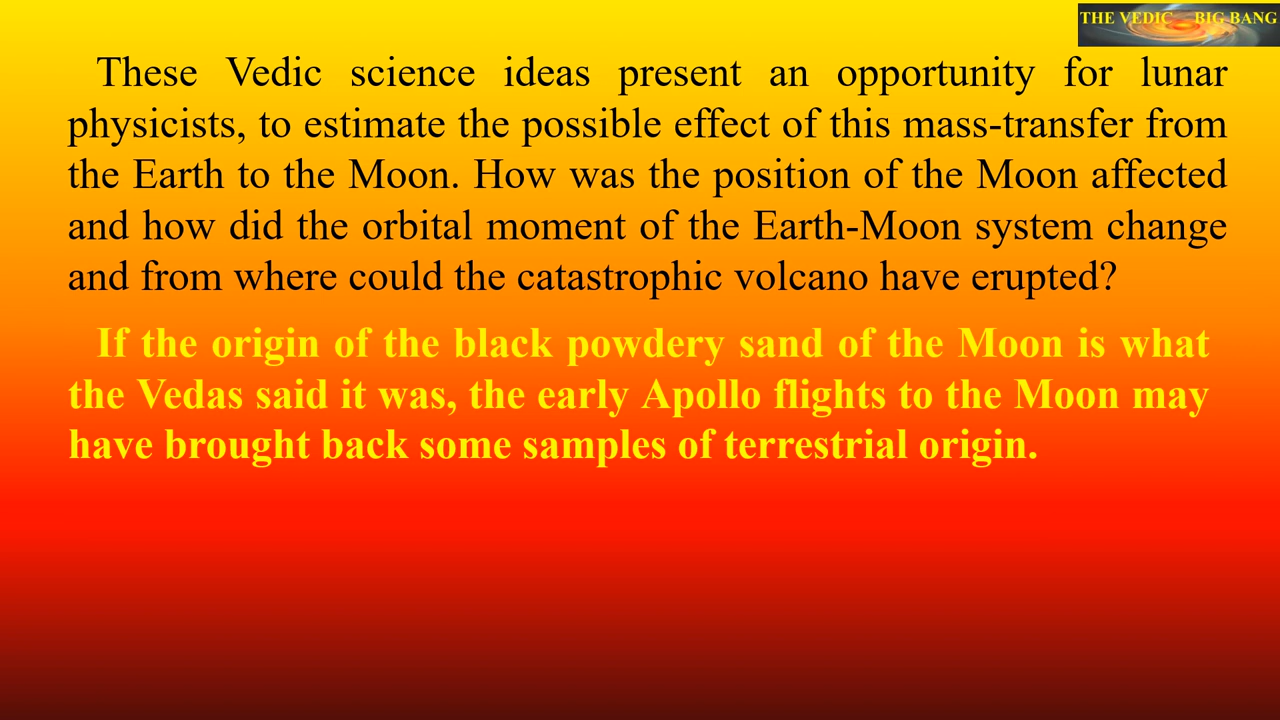 THE VEDIC BIG BANG
These Vedic science ideas present an opportunity for lunar
physicists, to estimate the possible effect of this mass-transfer from
the Earth to the Moon. How was the position of the Moon affected
and how did the orbital moment of the Earth-Moon system change
and from where could the catastrophic volcano have erupted?
If the origin of the black powdery sand of the Moon is what
the Vedas said it was, the early Apollo flights to the Moon may
have brought back some samples of terrestrial origin.